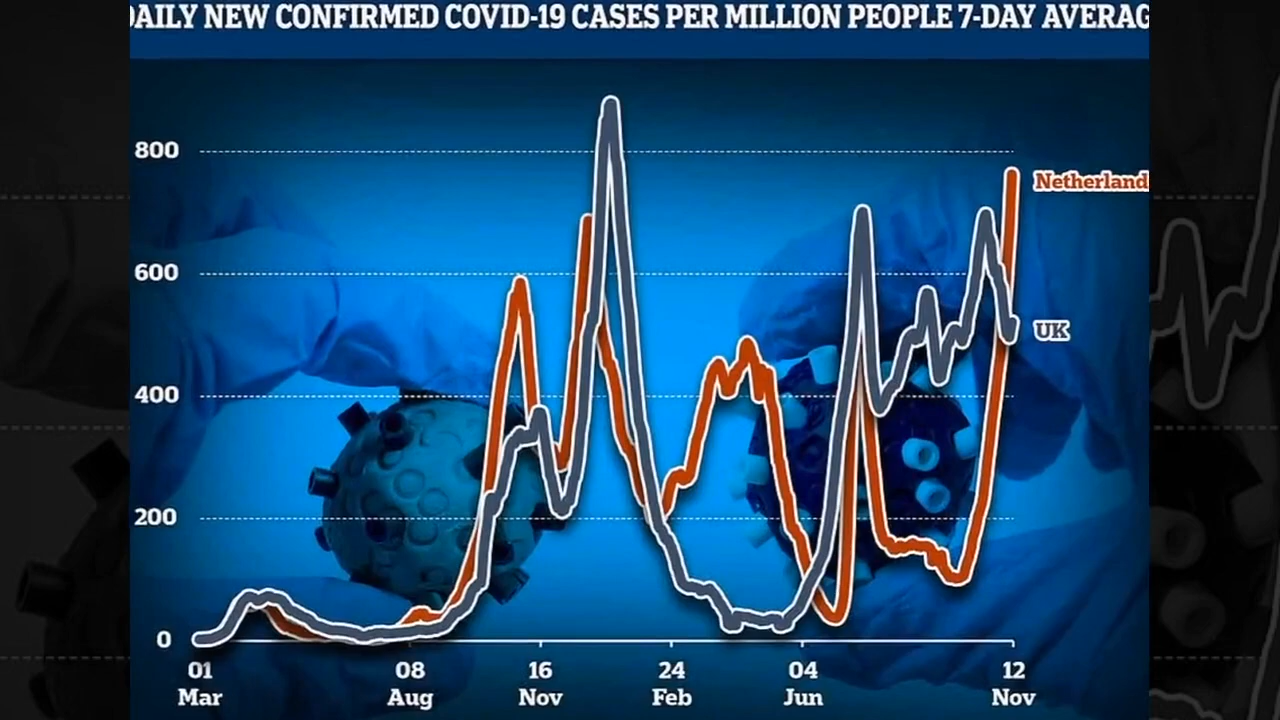 DAILY NEW CONFIRMED COVID-19 CASES PER MILLION PEOPLE 7-DAY AVERAG
800
Netherland
600
UK
400
200
0
01 Mar
08 Aug
16 Nov
24 Feb
04 Jun
12 Nov